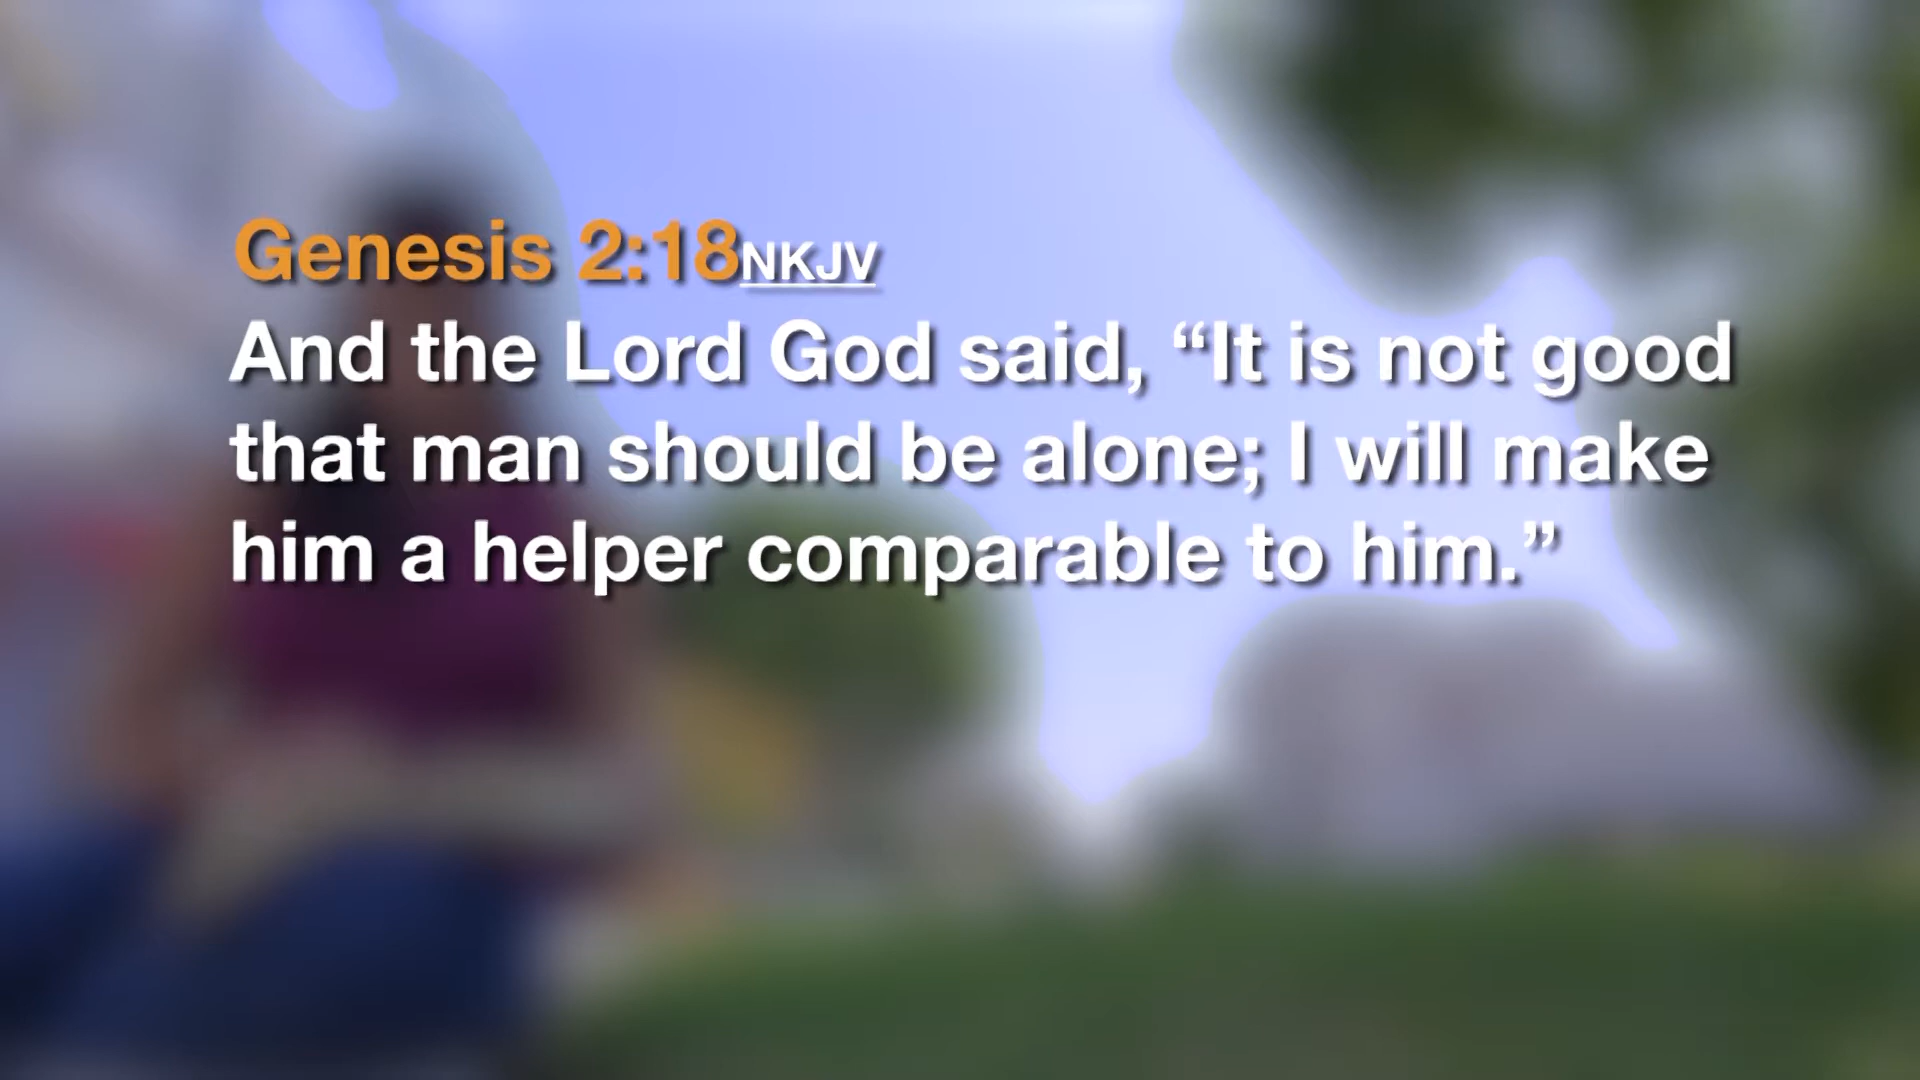 Genesis 2:18NKJV
And the Lord God said, “It is not good
that man should be alone; I will make
him a helper comparable to him.”